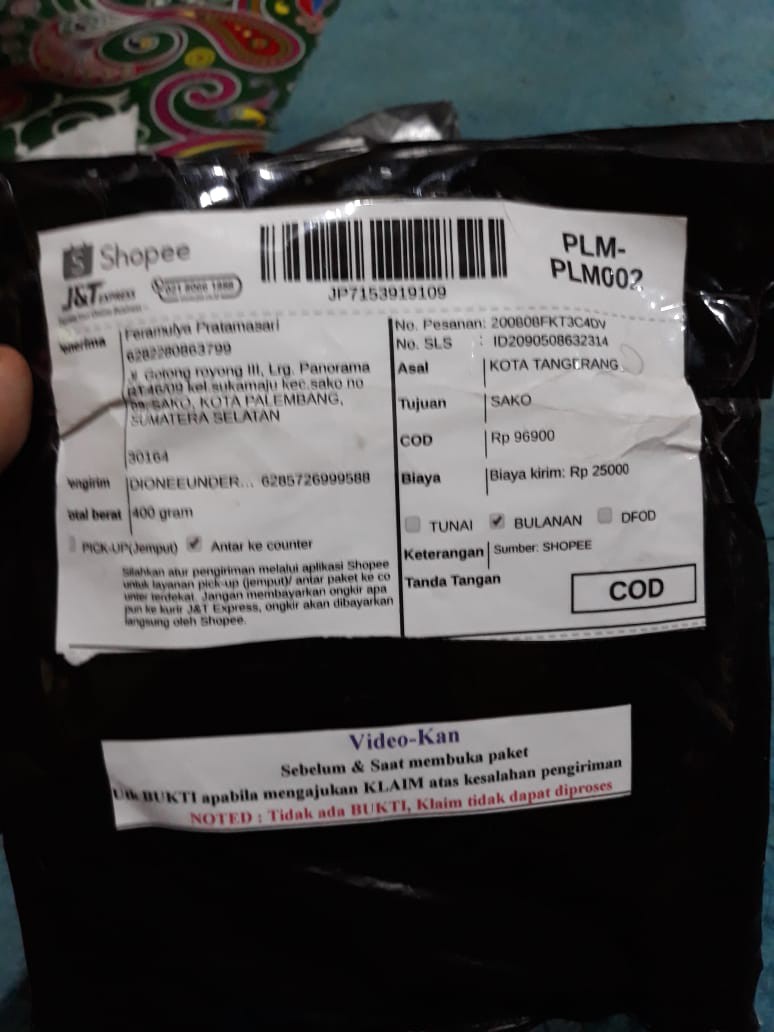 Shopee
J&T EXPRESS
021 8066 1888
JP7153919109
PLM-
PLM002
Penerima
Feramulya Pratamasari
6282280863799
Jl. Gotong royong III, Lrg. Panorama
kel.sukamaju kec.sako no
SAKO, KOTA PALEMBANG,
SUMATERA SELATAN
30164
engirim DIONEEUNDER... 6285726999588
otal berat 400 gram
PICK-UP(Jemput) Antar ke counter
Silahkan atur pengiriman melalui aplikasi Shopee
untuk layanan pick-up (jemput)/ antar paket ke co
unter terdekat. Jangan membayarkan ongkir apa
pun ke kurir J&T Express, ongkir akan dibayarkan
langsung oleh Shopee.
No. Pesanan: 200808FKT3C4DV
No. SLS : ID2090508632314
Asal KOTA TANGERANG
Tujuan SAKO
COD Rp 96900
Biaya Biaya kirim: Rp 25000
TUNAI BULANAN DFOD
Keterangan Sumber: SHOPEE
Tanda Tangan
COD
Video-Kan
Sebelum & Saat membuka paket
Utk BUKTI apabila mengajukan KLAIM atas kesalahan pengiriman
NOTED : Tidak ada BUKTI, Klaim tidak dapat diproses